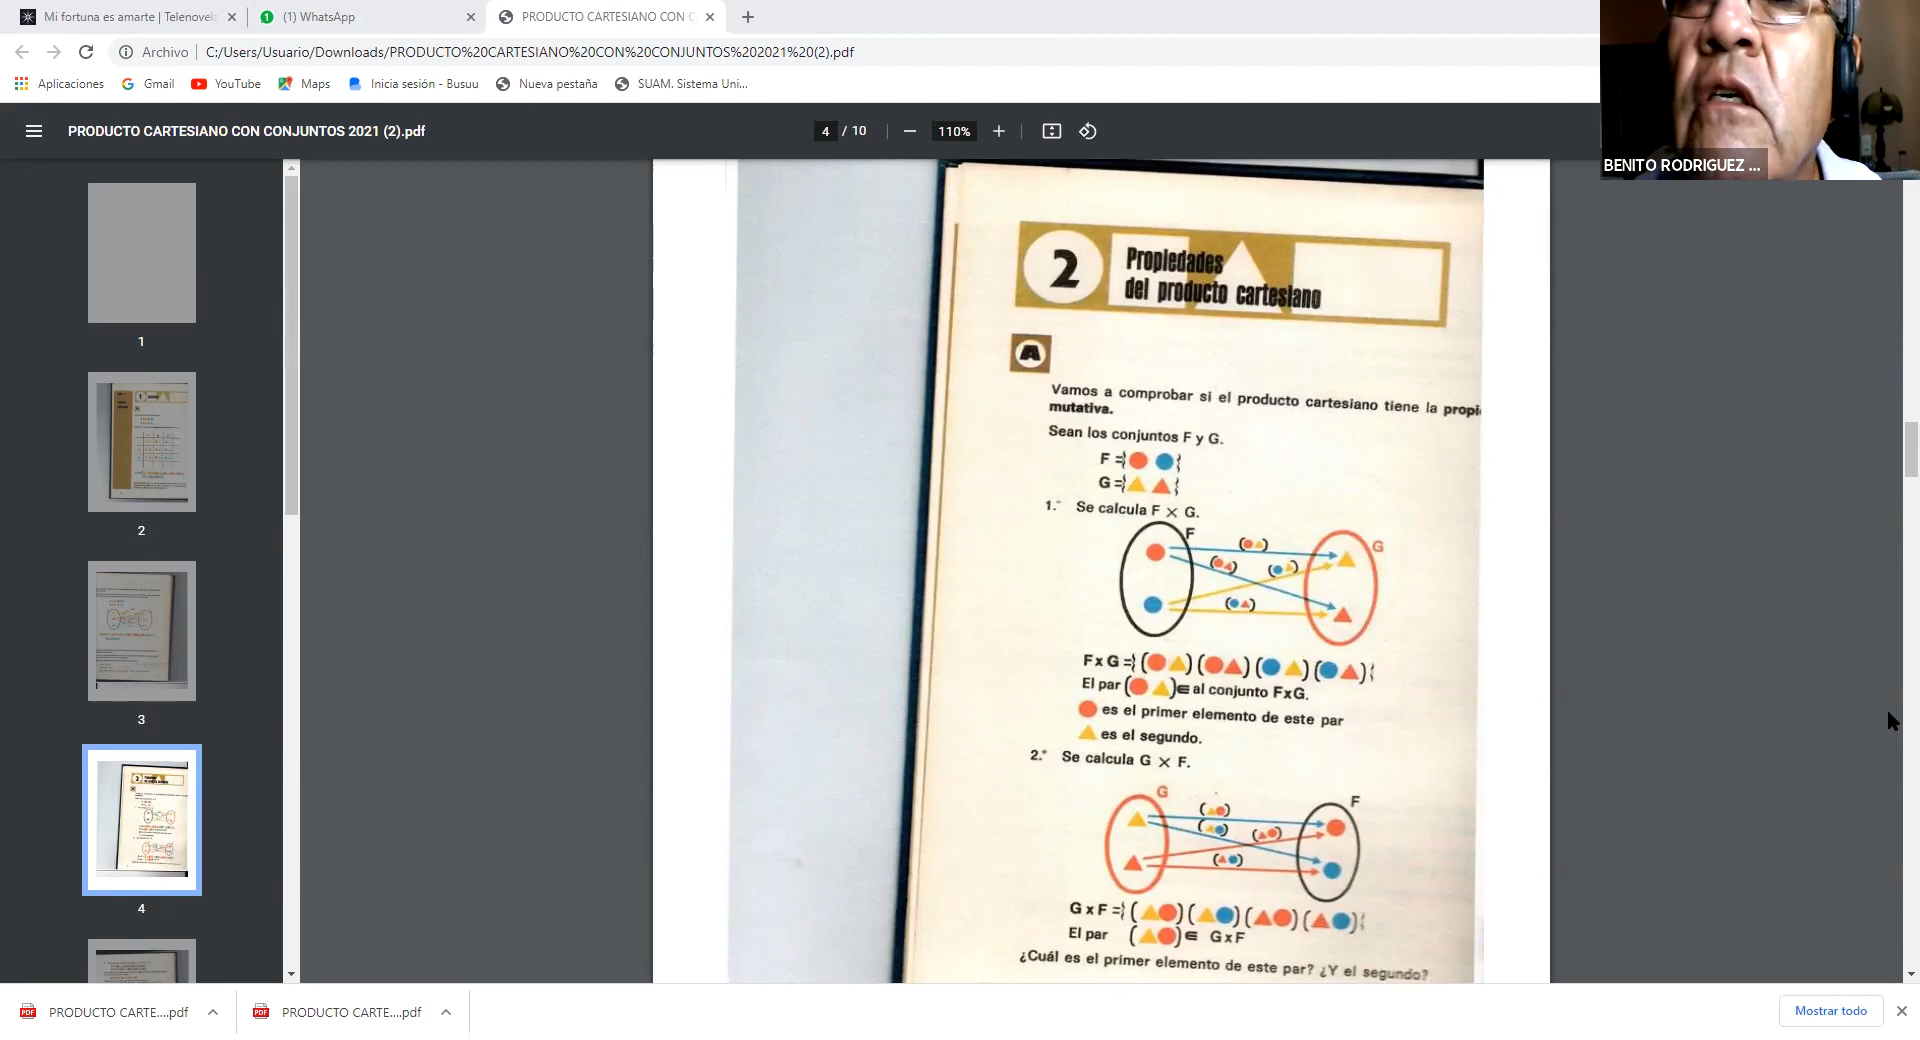 Mi fortuna es amarte | Telenovel
(1) WhatsApp
PRODUCTO CARTESIANO CON C
Archivo
C:/Users/Usuario/Downloads/PRODUCTO%20CARTESIANO%20CON%20CONJUNTOS%202021%20(2).pdf
Aplicaciones
Gmail
YouTube
Maps
Inicia sesión - Busuu
Nueva pestaña
SUAM. Sistema Uni...
PRODUCTO CARTESIANO CON CONJUNTOS 2021 (2).pdf
4 / 10
110%
BENITO RODRIGUEZ ...
1
2
3
4
2
Propiedades
del producto cartesiano
A
Vamos a comprobar si el producto cartesiano tiene la propi
mutativa.
Sean los conjuntos F y G.
F = { }
G = { }
1.° Se calcula F × G.
F
G
F x G = { ( ) ( ) ( ) ( ) }
El par ( ) ∈ al conjunto FxG.
es el primer elemento de este par
es el segundo.
2.° Se calcula G × F.
G
F
G x F = { ( ) ( ) ( ) ( ) }
El par ( ) ∈ GxF
¿Cuál es el primer elemento de este par? ¿Y el segundo?
PRODUCTO CARTE....pdf
PRODUCTO CARTE....pdf
Mostrar todo